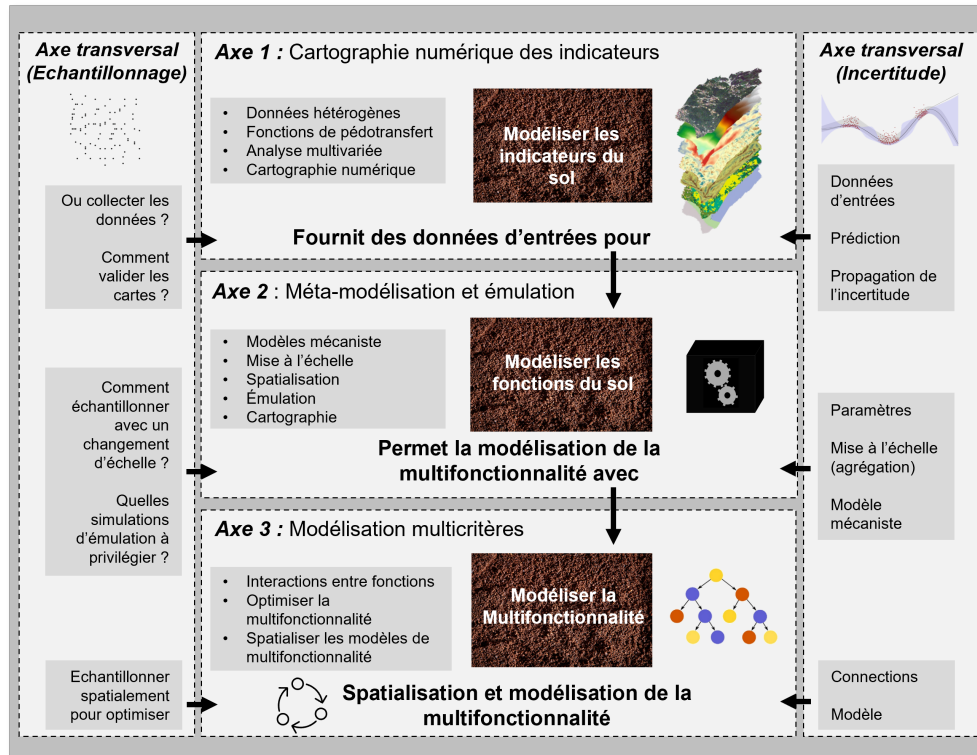 Axe transversal
(Echantillonnage)
Ou collecter les
données ?
Comment
valider les
cartes ?
Comment
échantillonner
avec un
changement
d'échelle ?
Quelles
simulations
d'émulation à
privilégier ?
Echantillonner
spatialement
pour optimiser
Axe 1 : Cartographie numérique des indicateurs
• Données hétérogènes
• Fonctions de pédotransfert
• Analyse multivariée
• Cartographie numérique
Modéliser les
indicateurs du
sol
Fournit des données d'entrées pour
Axe 2 : Méta-modélisation et émulation
• Modèles mécaniste
• Mise à l'échelle
• Spatialisation
• Émulation
• Cartographie
Modéliser les
fonctions du sol
Permet la modélisation de la
multifonctionnalité avec
Axe 3 : Modélisation multicritères
• Interactions entre fonctions
• Optimiser la
multifonctionnalité
• Spatialiser les modèles de
multifonctionnalité
Modéliser la
Multifonctionnalité
Spatialisation et modélisation de la
multifonctionnalité
Axe transversal
(Incertitude)
Données
d'entrées
Prédiction
Propagation de
l'incertitude
Paramètres
Mise à l'échelle
(agrégation)
Modèle
mécaniste
Connections
Modèle